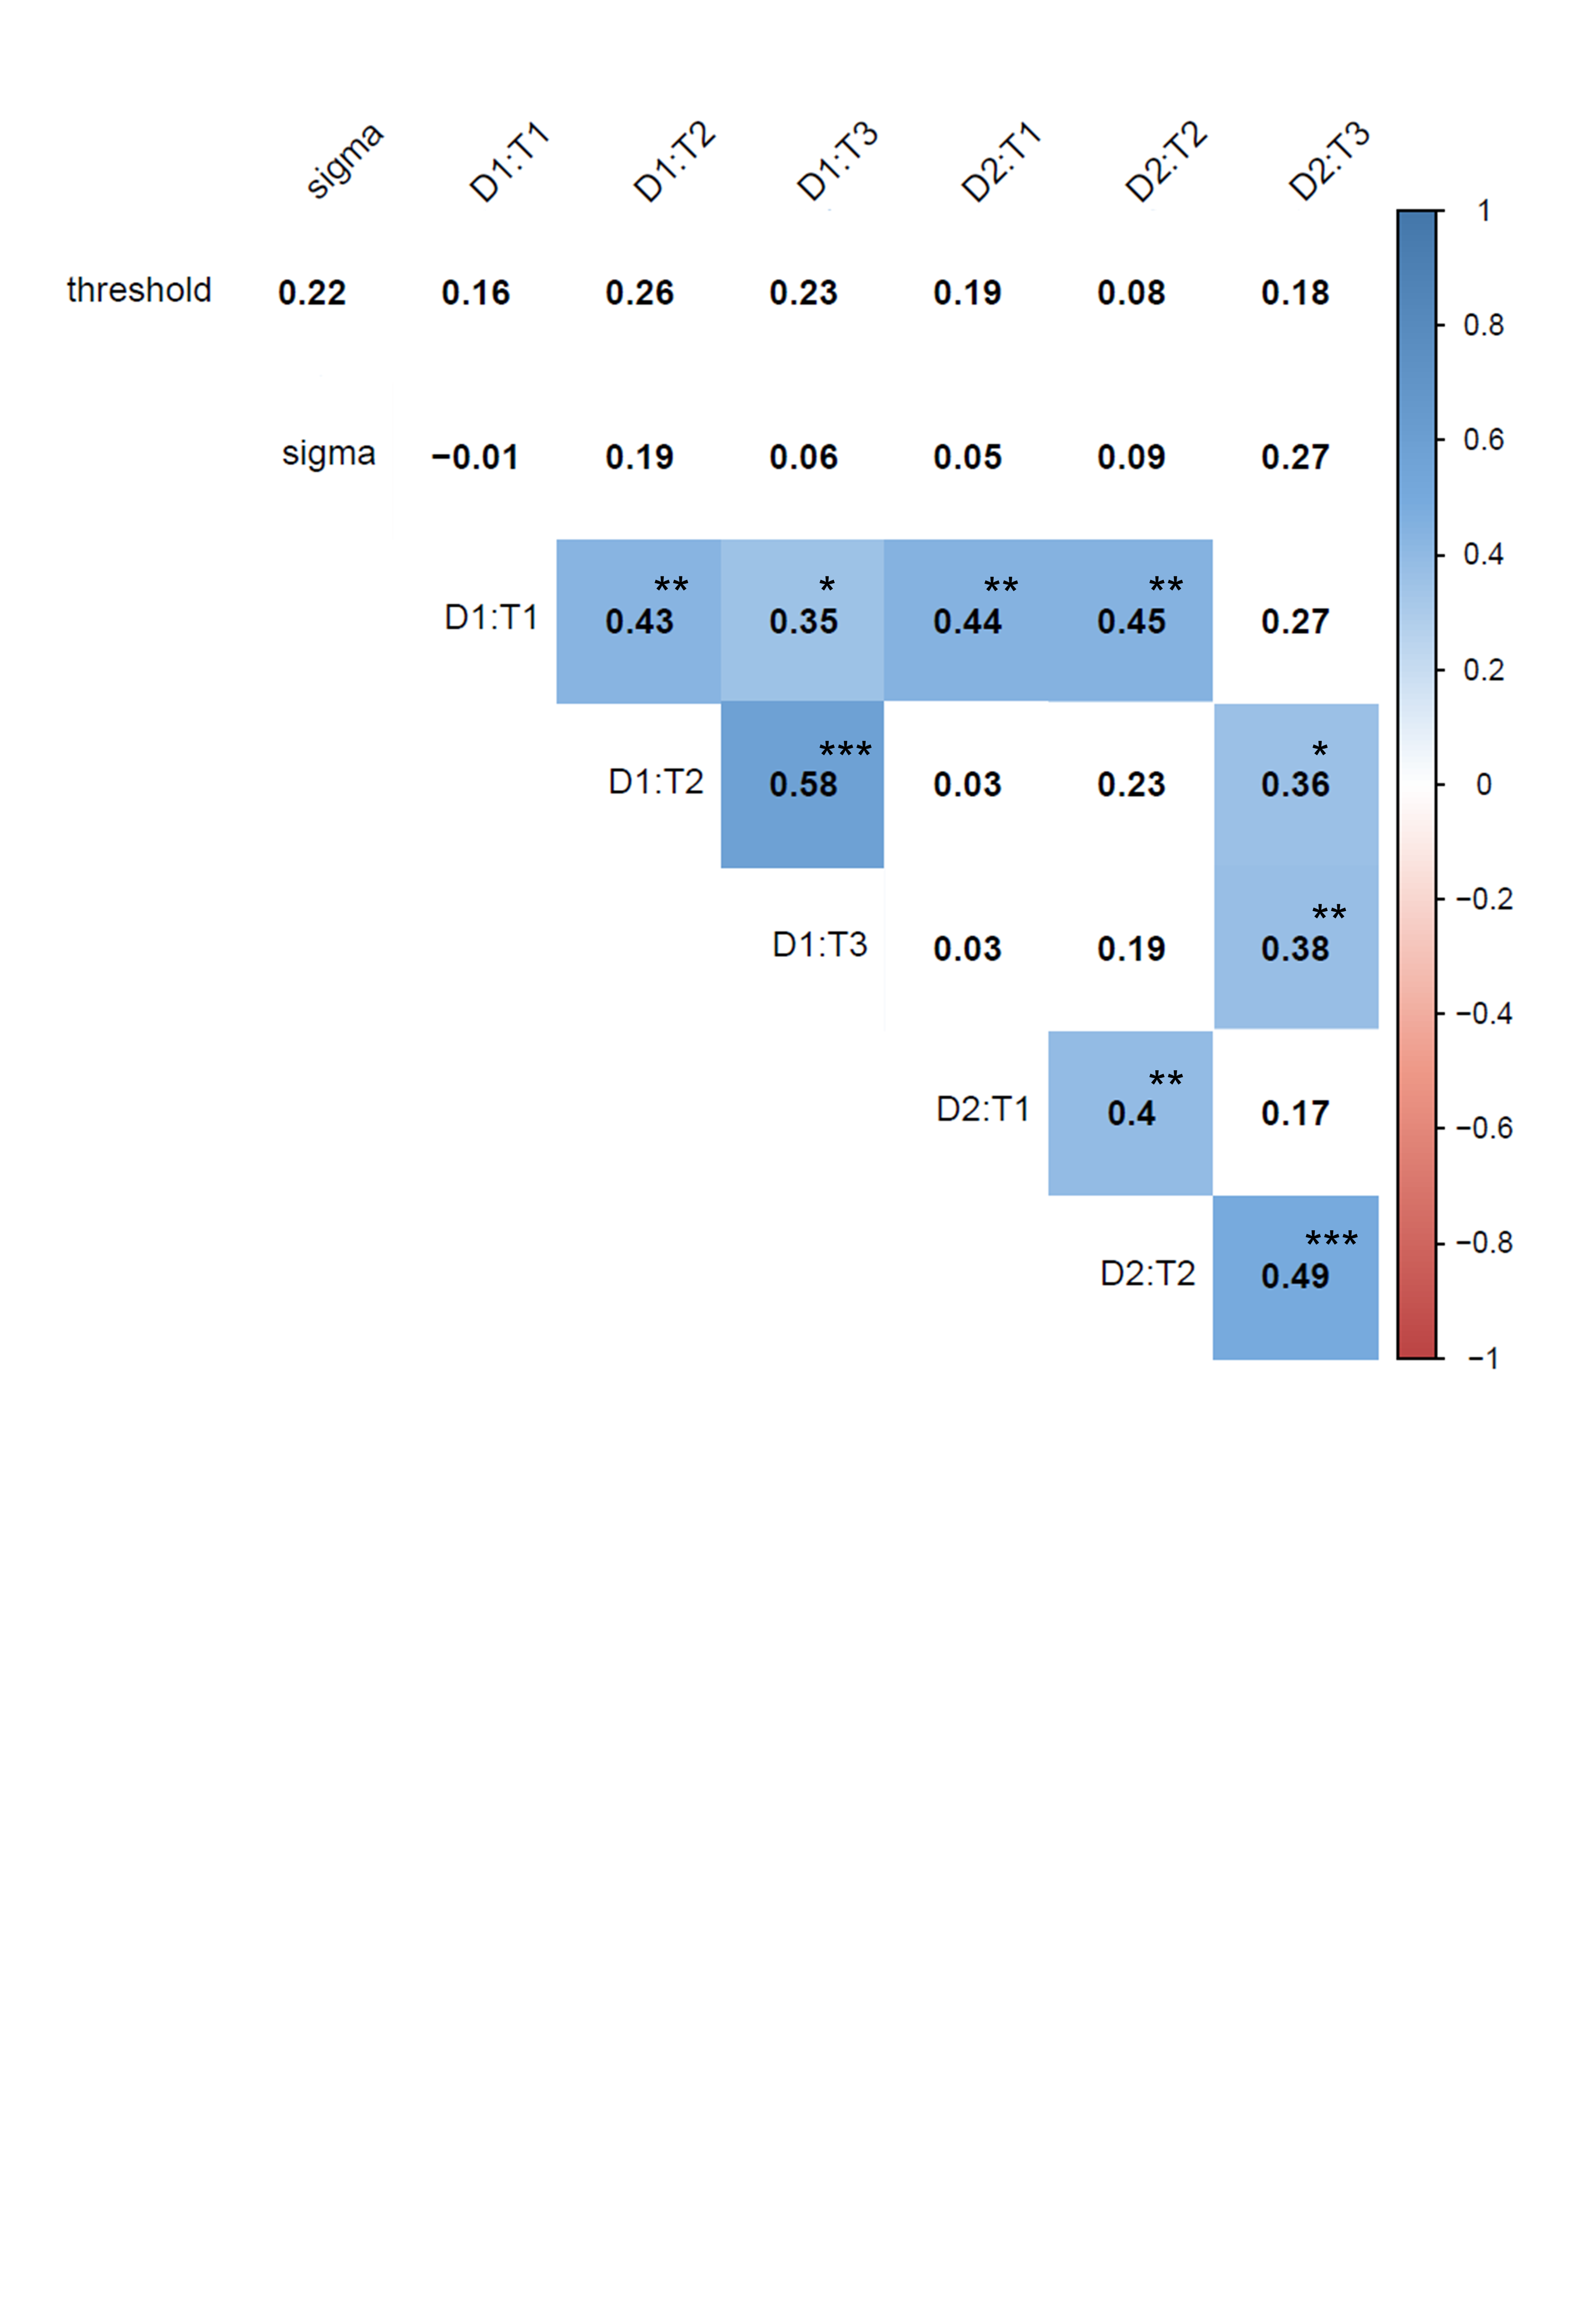 sigma D1:T1 D1:T2 D1:T3 D2:T1 D2:T2 D2:T3
1
threshold 0.22 0.16 0.26 0.23 0.19 0.08 0.18
0.8
0.6
sigma −0.01 0.19 0.06 0.05 0.09 0.27
0.4
** * ** **
D1:T1 0.43 0.35 0.44 0.45 0.27
0.2
*** *
D1:T2 0.58 0.03 0.23 0.36
0
−0.2
**
D1:T3 0.03 0.19 0.38
−0.4
**
D2:T1 0.4 0.17
−0.6
*** −0.8
D2:T2 0.49
−1